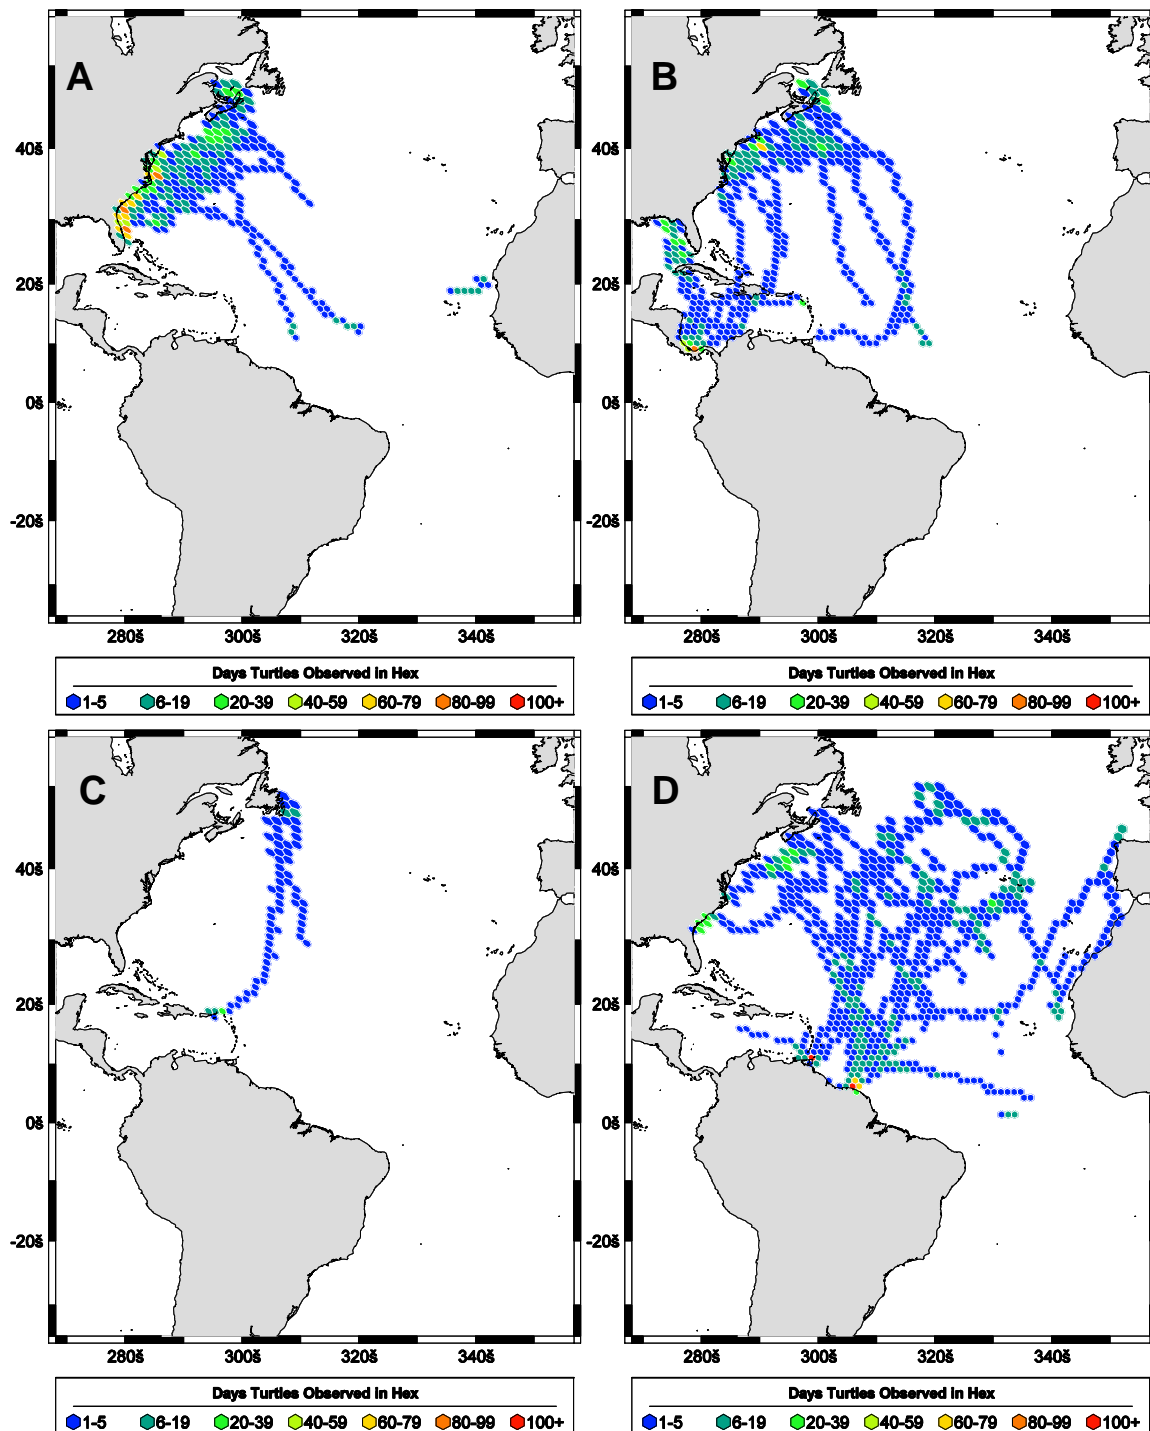 A
B
40š
40š
20š
20š
0š
0š
-20š
-20š
280š 300š 320š 340š
280š 300š 320š 340š
Days Turtles Observed in Hex
1-5 6-19 20-39 40-59 60-79 80-99 100+
Days Turtles Observed in Hex
1-5 6-19 20-39 40-59 60-79 80-99 100+
C
D
40š
40š
20š
20š
0š
0š
-20š
-20š
280š 300š 320š 340š
280š 300š 320š 340š
Days Turtles Observed in Hex
1-5 6-19 20-39 40-59 60-79 80-99 100+
Days Turtles Observed in Hex
1-5 6-19 20-39 40-59 60-79 80-99 100+